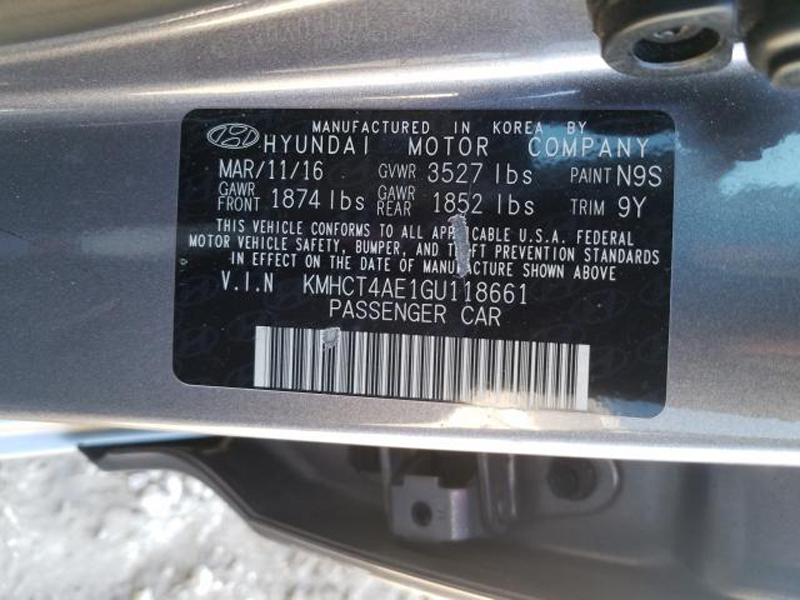 MANUFACTURED IN KOREA BY
HYUNDAI MOTOR COMPANY
MAR/11/16 GVWR 3527 lbs PAINT N9S
GAWR FRONT 1874 lbs GAWR REAR 1852 lbs TRIM 9Y
THIS VEHICLE CONFORMS TO ALL APPLICABLE U.S.A. FEDERAL
MOTOR VEHICLE SAFETY, BUMPER, AND THEFT PREVENTION STANDARDS
IN EFFECT ON THE DATE OF MANUFACTURE SHOWN ABOVE
V.I.N KMHCT4AE1GU118661
PASSENGER CAR